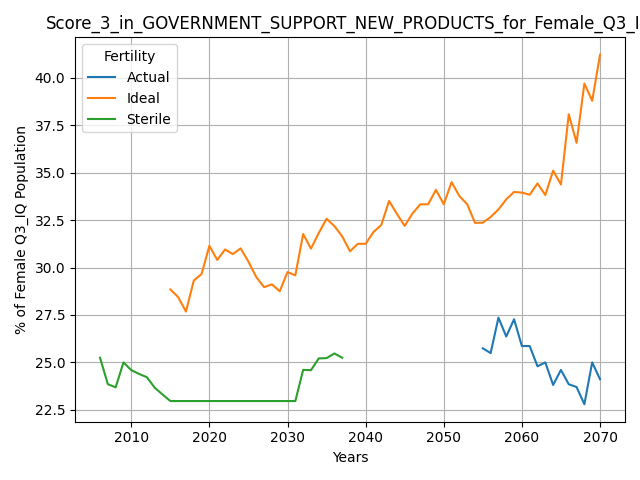 Score_3_in_GOVERNMENT_SUPPORT_NEW_PRODUCTS_for_Female_Q3_I
Fertility
Actual
Ideal
Sterile
% of Female Q3_IQ Population
40.0
37.5
35.0
32.5
30.0
27.5
25.0
22.5
2010 2020 2030 2040 2050 2060 2070
Years